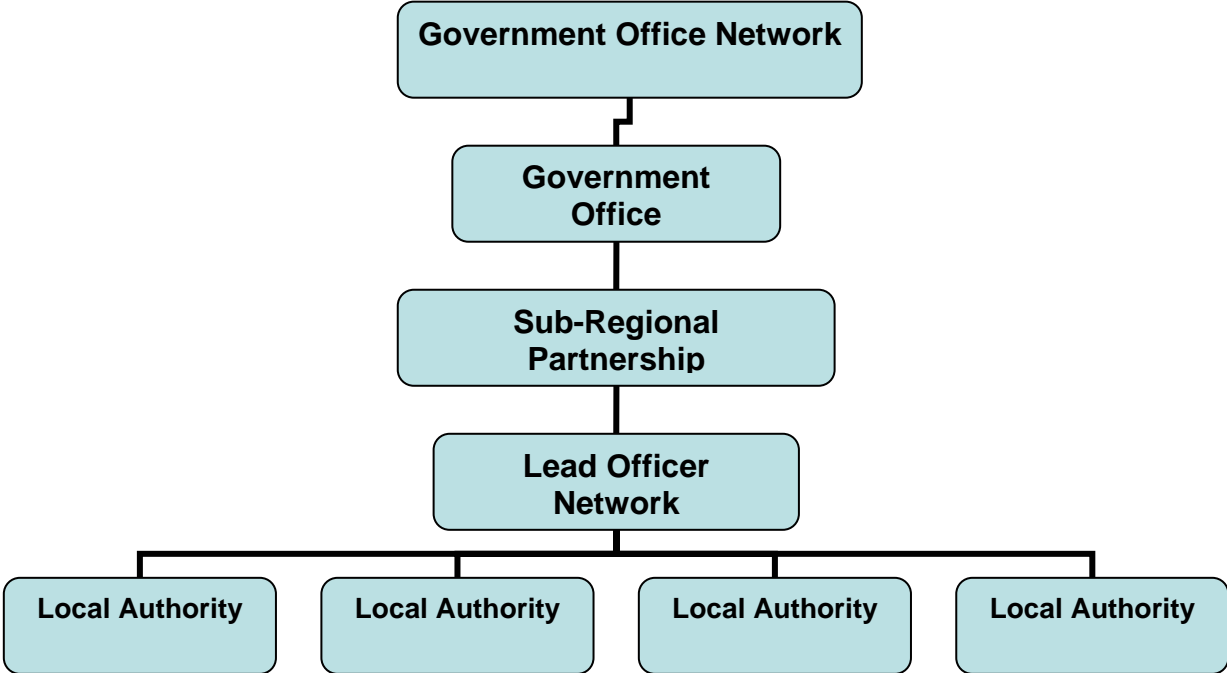 Government Office Network
Government
Office
Sub-Regional
Partnership
Lead Officer
Network
Local Authority
Local Authority
Local Authority
Local Authority